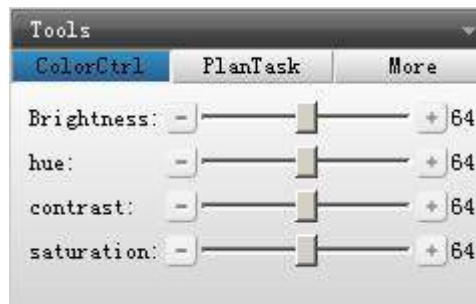 Tools
ColorCtrl PlanTask More
Brightness: - + 64
hue: - + 64
contrast: - + 64
saturation: - + 64